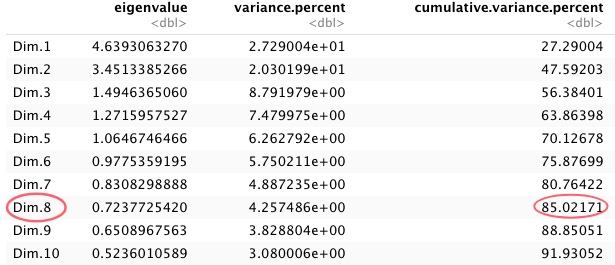 eigenvalue variance.percent cumulative.variance.percent
<dbl> <dbl> <dbl>
Dim.1 4.6393063270 2.729004e+01 27.29004
Dim.2 3.4513385266 2.030199e+01 47.59203
Dim.3 1.4946365060 8.791979e+00 56.38401
Dim.4 1.2715957527 7.479975e+00 63.86398
Dim.5 1.0646746466 6.262792e+00 70.12678
Dim.6 0.9775359195 5.750211e+00 75.87699
Dim.7 0.8308298888 4.887235e+00 80.76422
Dim.8 0.7237725420 4.257486e+00 85.02171
Dim.9 0.6508967563 3.828804e+00 88.85051
Dim.10 0.5236010589 3.080006e+00 91.93052